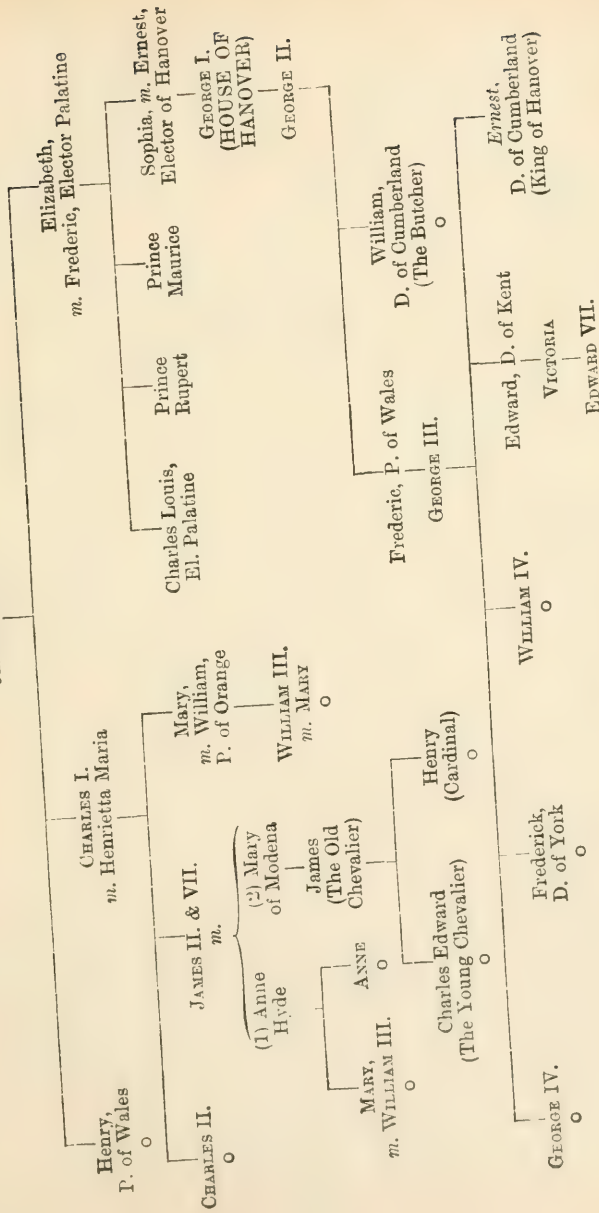 Henry,
P. of Wales
O
CHARLES I.
m. Henrietta Maria
Elizabeth,
m. Frederic, Elector Palatine
CHARLES II.
O
JAMES II. & VII.
m.
Mary,
m. William,
P. of Orange
WILLIAM III.
m. MARY
O
Charles Louis,
El. Palatine
Prince
Rupert
Prince
Maurice
Sophia, m. Ernest,
Elector of Hanover
GEORGE I.
(HOUSE OF
HANOVER)
GEORGE II.
(1) Anne
Hyde
(2) Mary
of Modena
MARY,
m. WILLIAM III.
O
ANNE
O
James
(The Old
Chevalier)
Charles Edward
(The Young Chevalier)
O
Henry
(Cardinal)
O
Frederic, P. of Wales
GEORGE III.
William,
D. of Cumberland
(The Butcher)
O
GEORGE IV.
O
Frederick,
D. of York
O
WILLIAM IV.
O
Edward, D. of Kent
VICTORIA
EDWARD VII.
Ernest,
D. of Cumberland
(King of Hanover)